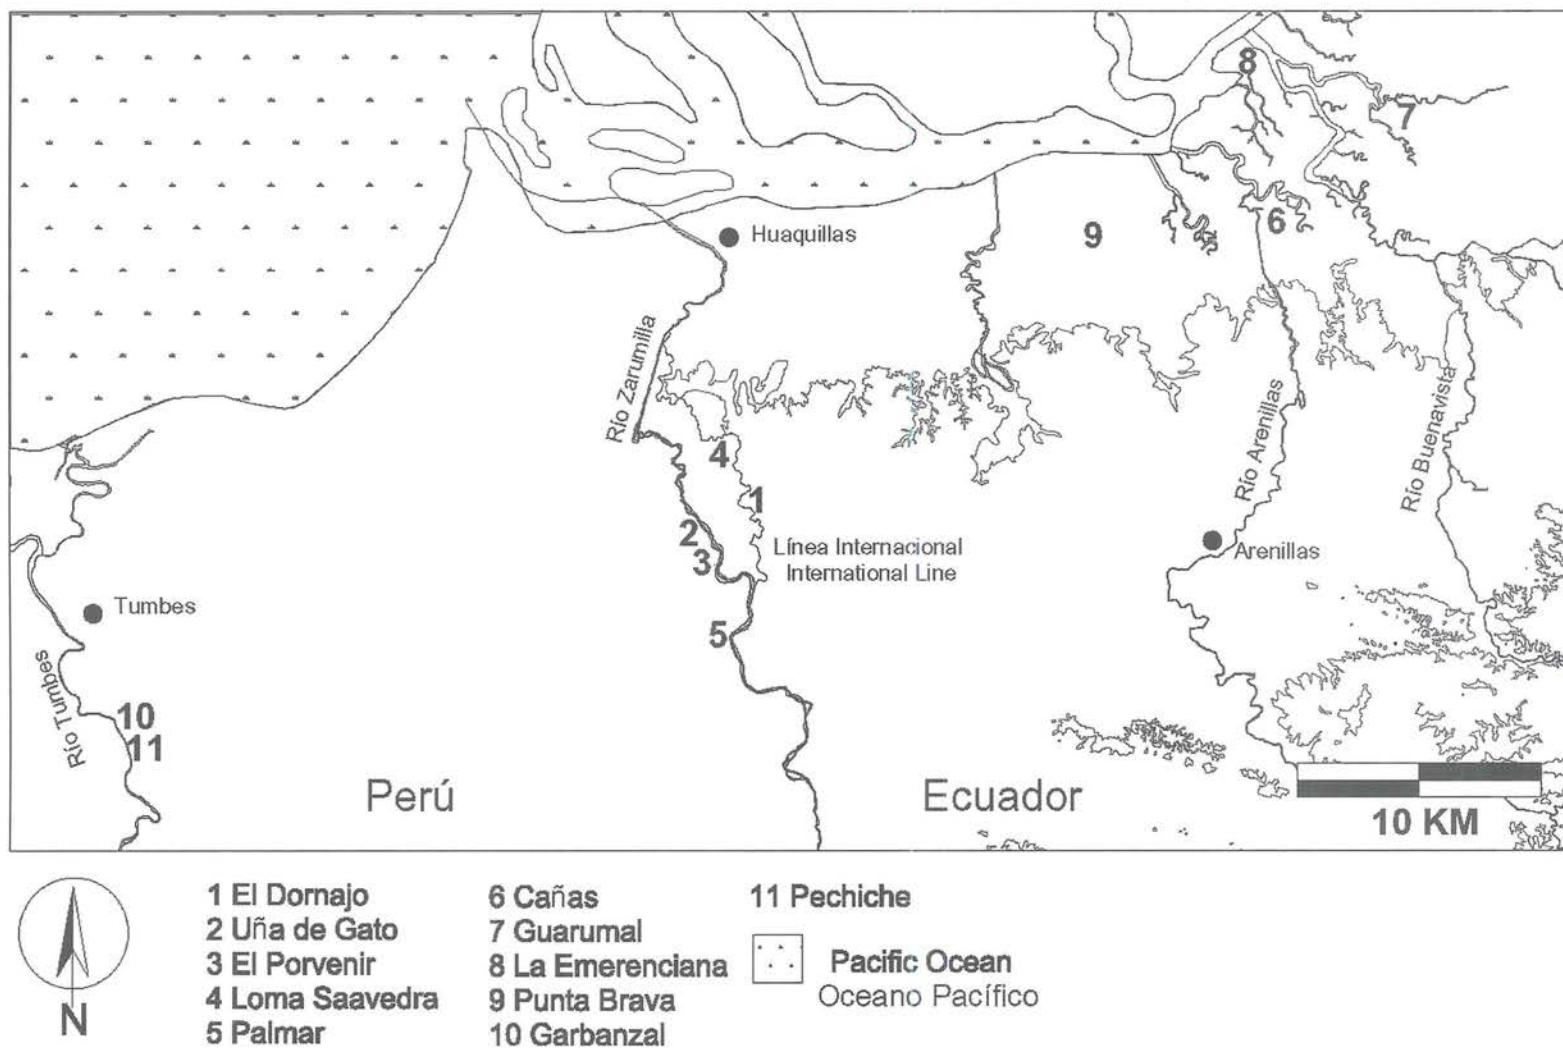 8
7
6
9
Huaquillas
Río Zarumilla
4
1
2
3
Línea Internacional
International Line
5
Río Arenillas
Río Buenavista
Arenillas
Tumbes
Río Tumbes
10
11
Perú
Ecuador
10 KM
N
1 El Dornajo
2 Uña de Gato
3 El Porvenir
4 Loma Saavedra
5 Palmar
6 Cañas
7 Guarumal
8 La Emerenciana
9 Punta Brava
10 Garbanzal
11 Pechiche
Pacific Ocean
Oceano Pacífico